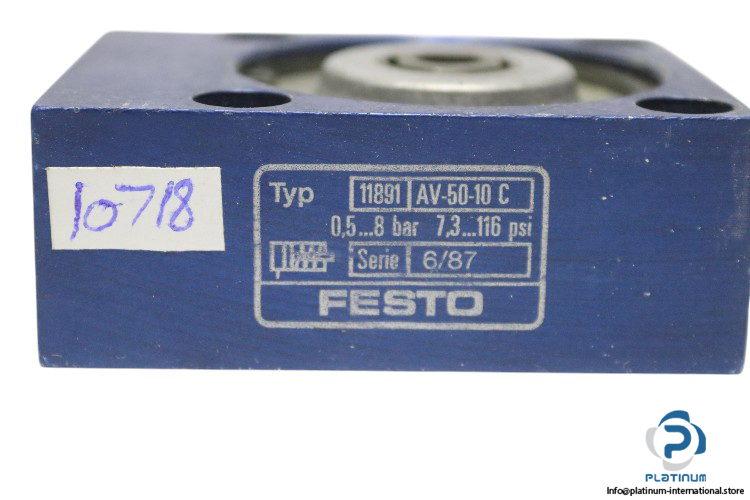 10718
Typ 11891 AV-50-10 C
0,5...8 bar 7,3...116 psi
Serie 6/87
FESTO
PLATINUM
Info@platinum-international.store